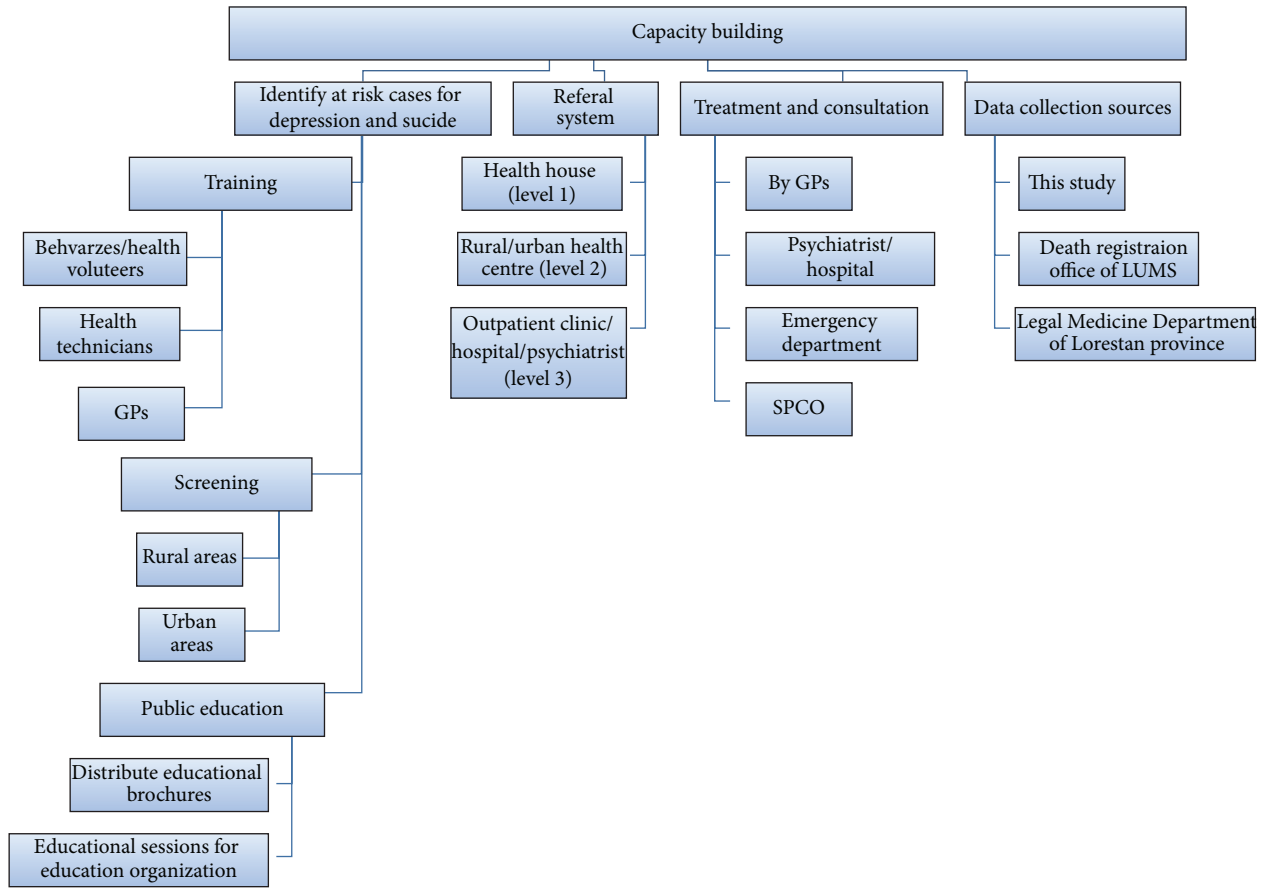 Capacity building
Identify at risk cases for
depression and sucide
Training
Behvarzes/health
voluteers
Health
technicians
GPs
Screening
Rural areas
Urban
areas
Public education
Distribute educational
brochures
Educational sessions for
education organization
Referal
system
Health house
(level 1)
Rural/urban health
centre (level 2)
Outpatient clinic/
hospital/psychiatrist
(level 3)
Treatment and consultation
By GPs
Psychiatrist/
hospital
Emergency
department
SPCO
Data collection sources
This study
Death registraion
office of LUMS
Legal Medicine Department
of Lorestan province